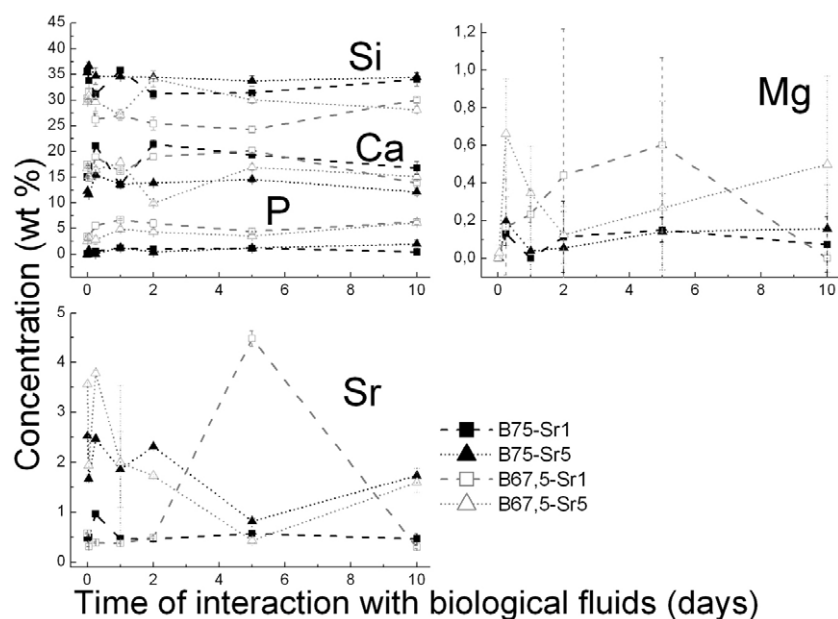 45
40
35
30
25
20
15
10
5
0
Si
Ca
P
0 2 4 6 8 10
1,2
1,0
0,8
0,6
0,4
0,2
0,0
Mg
0 2 4 6 8 10
Concentration (wt %)
5
4
3
2
1
0
Sr
0 2 4 6 8 10
B75-Sr1
B75-Sr5
B67,5-Sr1
B67,5-Sr5
Time of interaction with biological fluids (days)